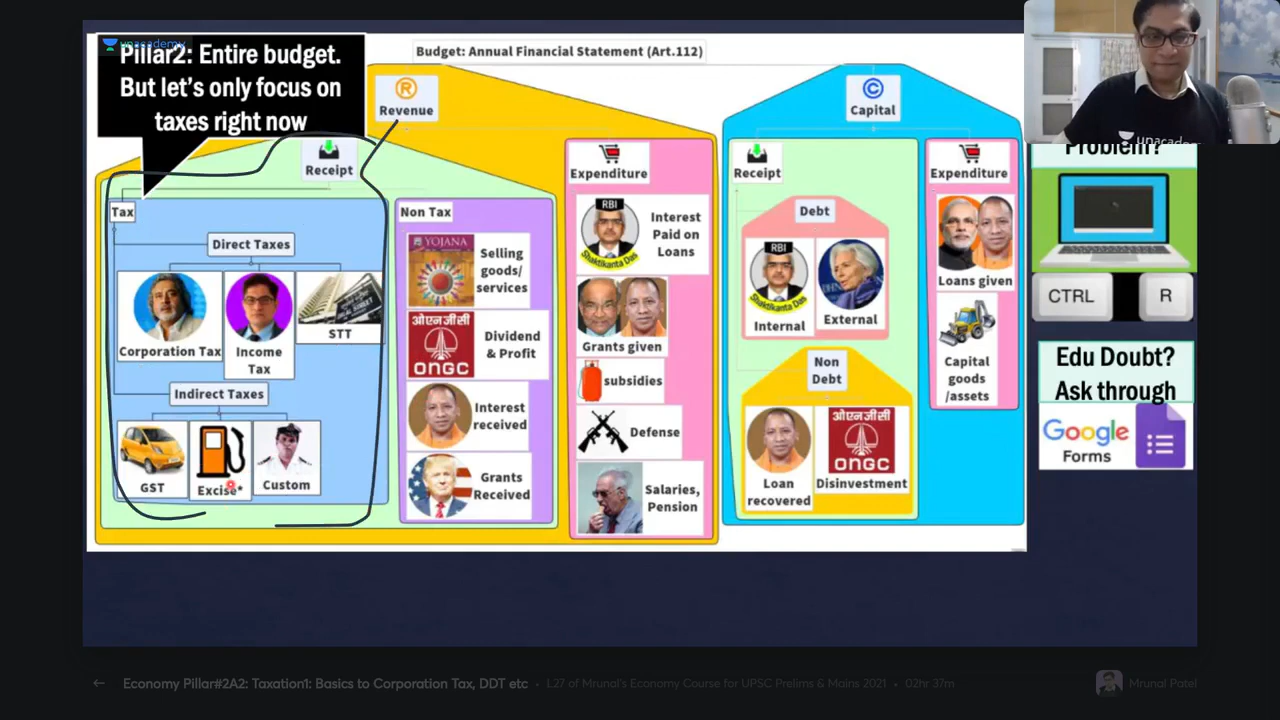 unacademy
Pillar2: Entire budget.
But let's only focus on
taxes right now
Budget: Annual Financial Statement (Art.112)
Revenue
Receipt
Tax
Direct Taxes
Corporation Tax
Income
Tax
STT
Indirect Taxes
GST
Excise*
Custom
Non Tax
YOJANA
Selling
goods/
services
ओएनजीसी
ONGC
Dividend
& Profit
Interest
received
Grants
Received
Expenditure
RBI
Shaktikanta Das
Interest
Paid on
Loans
Grants given
subsidies
Defense
Salaries,
Pension
Capital
Receipt
Debt
RBI
Shaktikanta Das
Internal
External
Non
Debt
Loan
recovered
ओएनजीसी
ONGC
Disinvestment
Expenditure
Loans given
Capital
goods
/assets
unacademy
Problem?
CTRL
R
Edu Doubt?
Ask through
Google
Forms
Economy Pillar#2A2: Taxation1: Basics to Corporation Tax, DDT etc • L27 of Mrunal's Economy Course for UPSC Prelims & Mains 2021 • 02hr 37m
Mrunal Patel